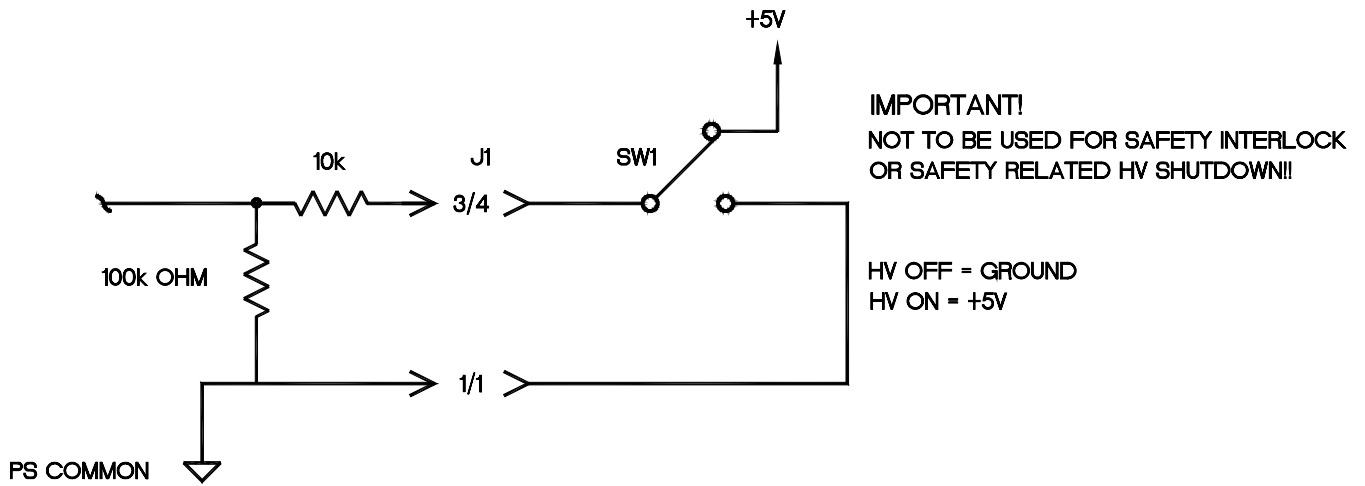 +5V
IMPORTANT!
NOT TO BE USED FOR SAFETY INTERLOCK
OR SAFETY RELATED HV SHUTDOWN!!
10k
J1
SW1
3/4
100k OHM
HV OFF = GROUND
HV ON = +5V
1/1
PS COMMON